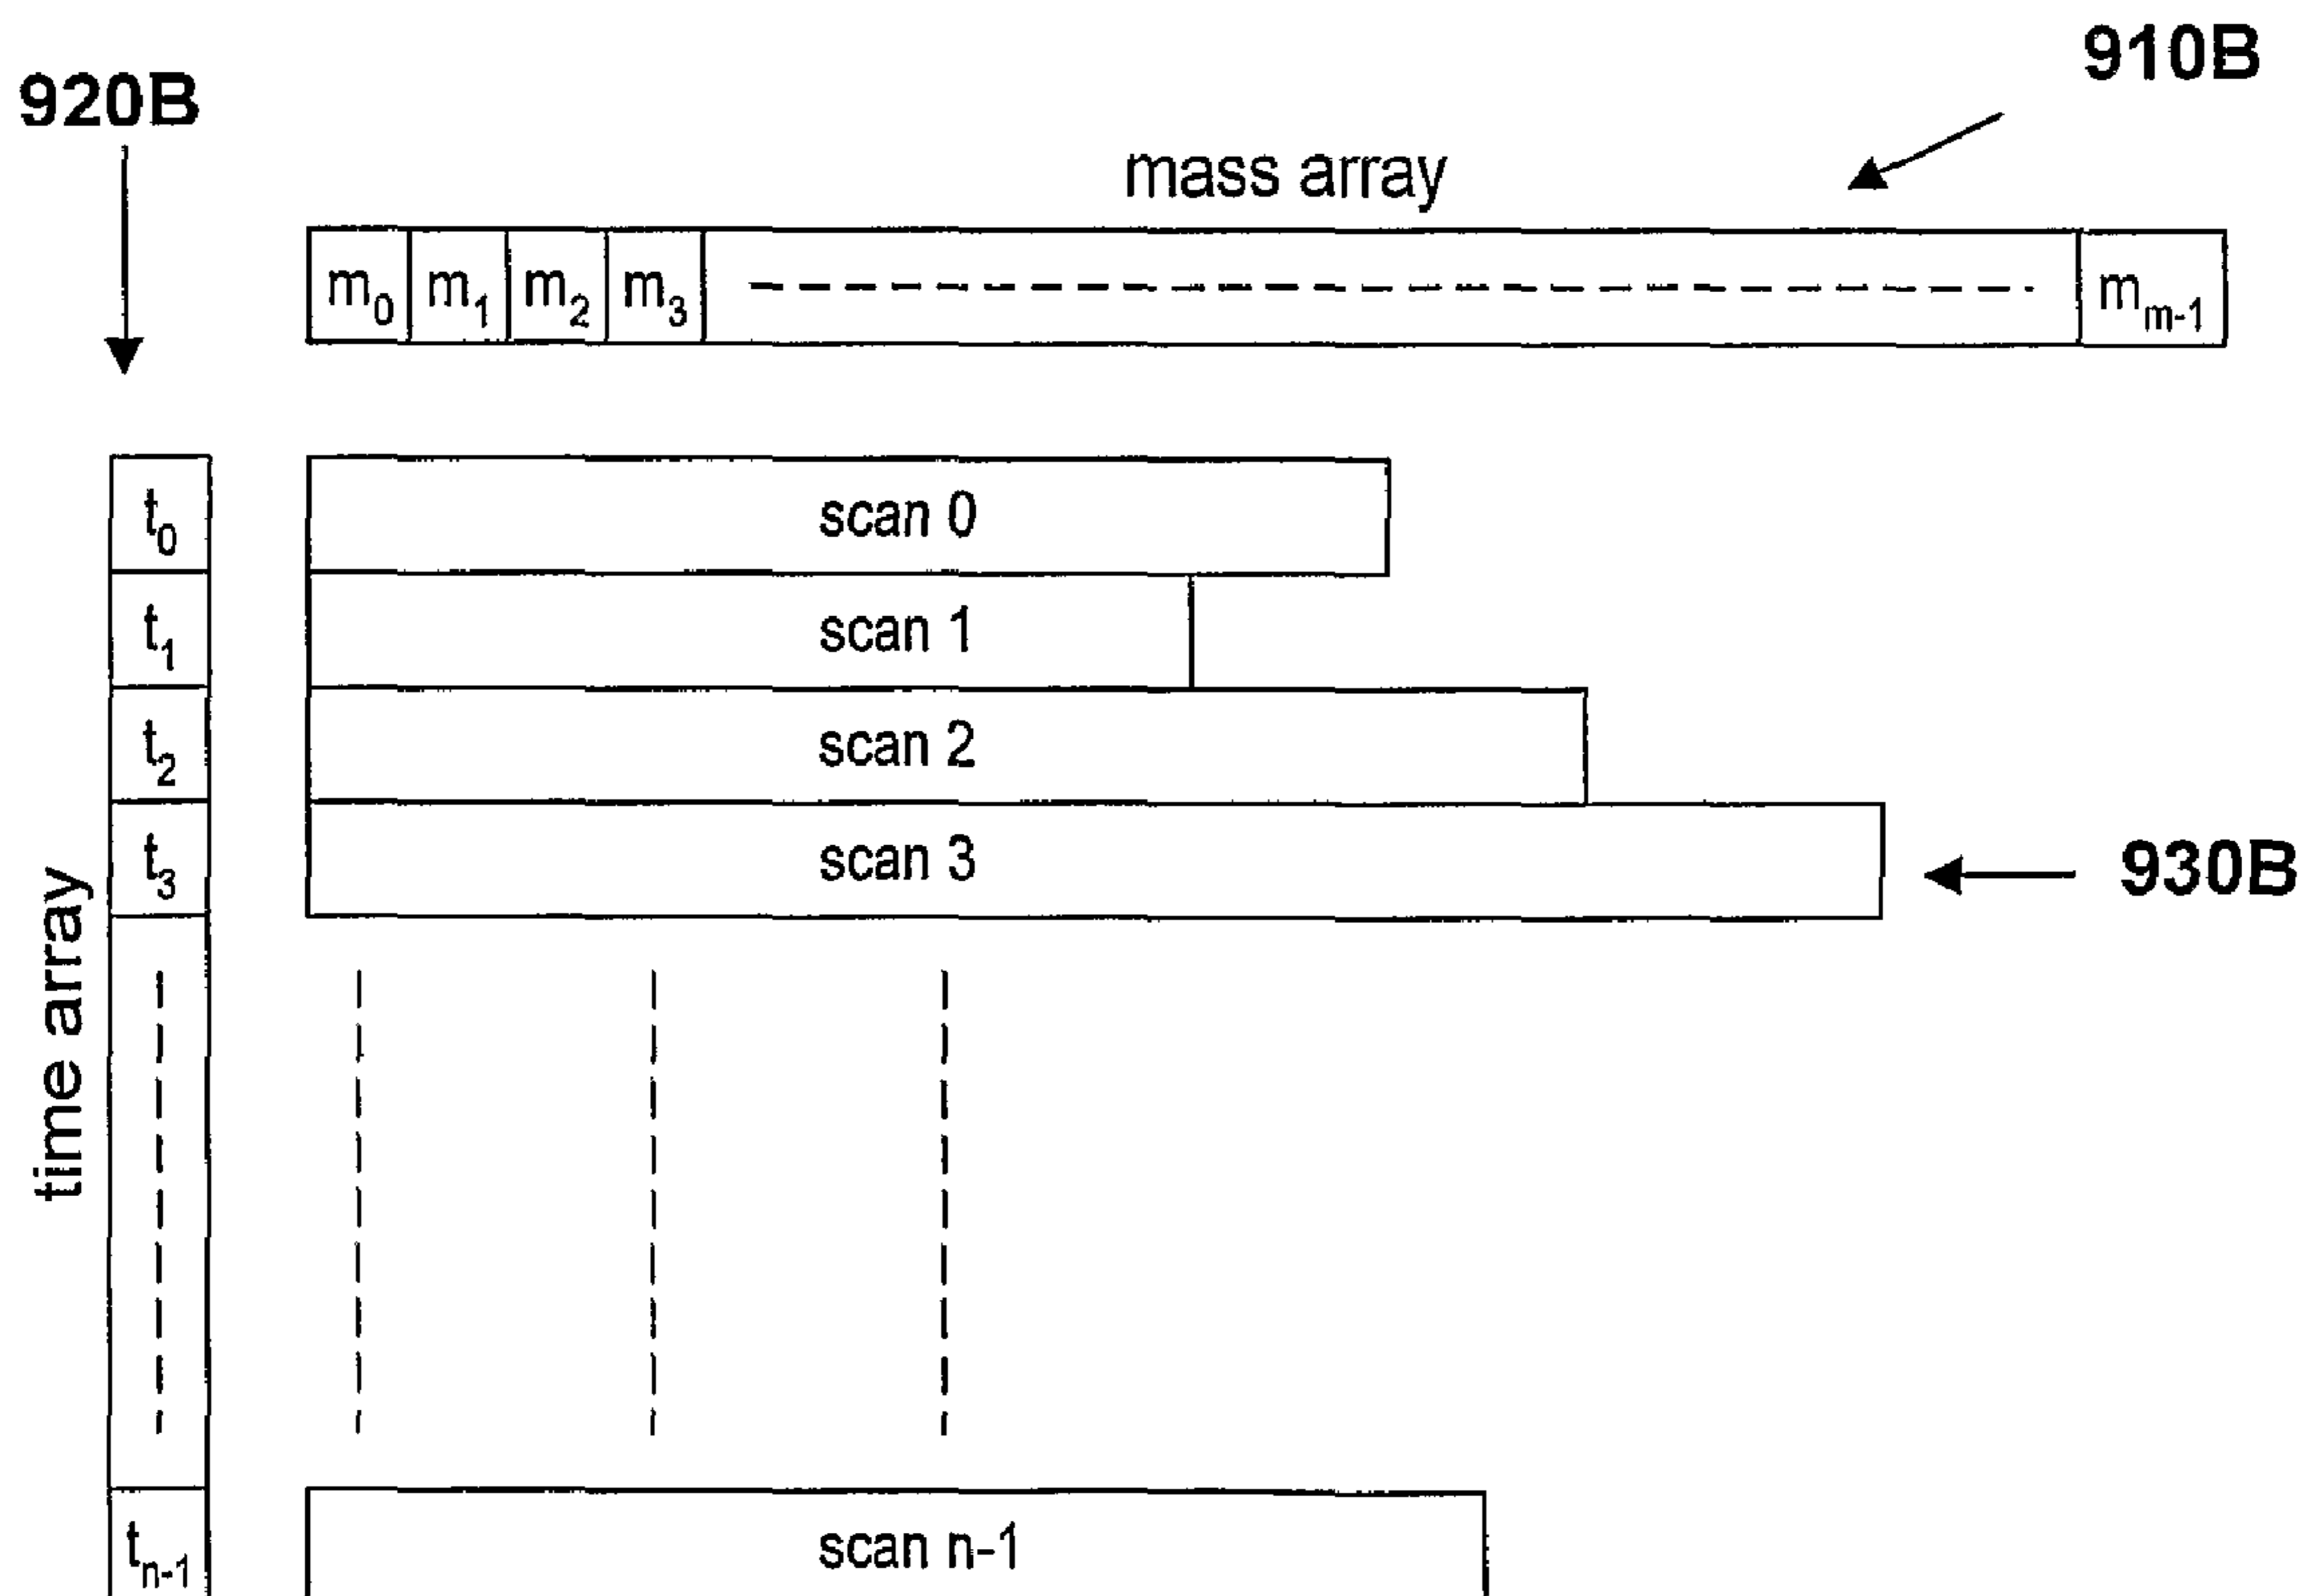 910B
920B
mass array
m0 m1 m2 m3 mm-1
t0 scan 0
t1 scan 1
t2 scan 2
t3 scan 3
930B
time array
tn-1 scan n-1